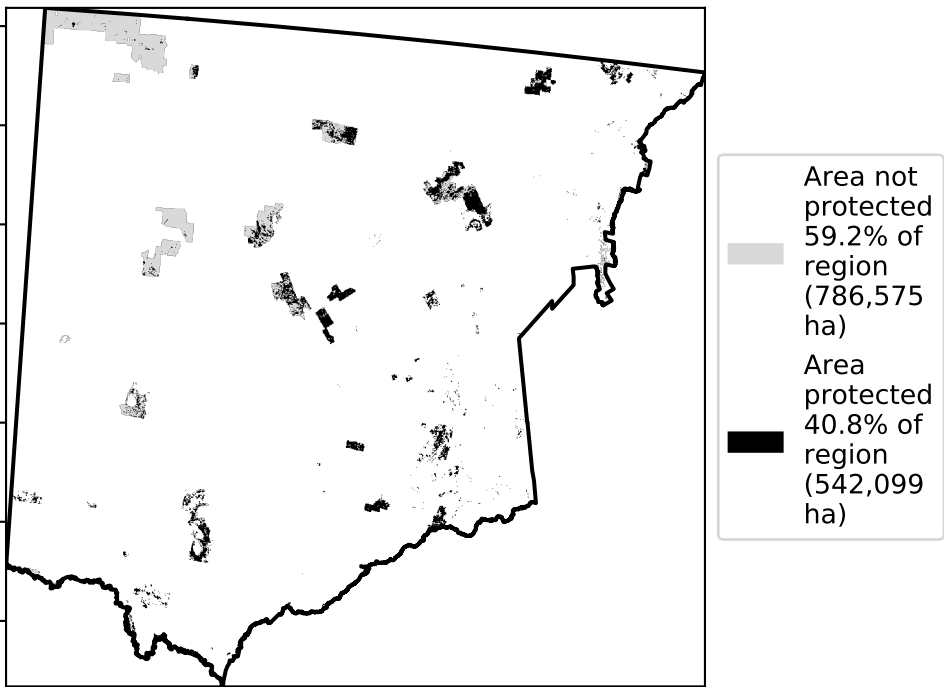 Area not
protected
59.2% of
region
(786,575
ha)
Area
protected
40.8% of
region
(542,099
ha)